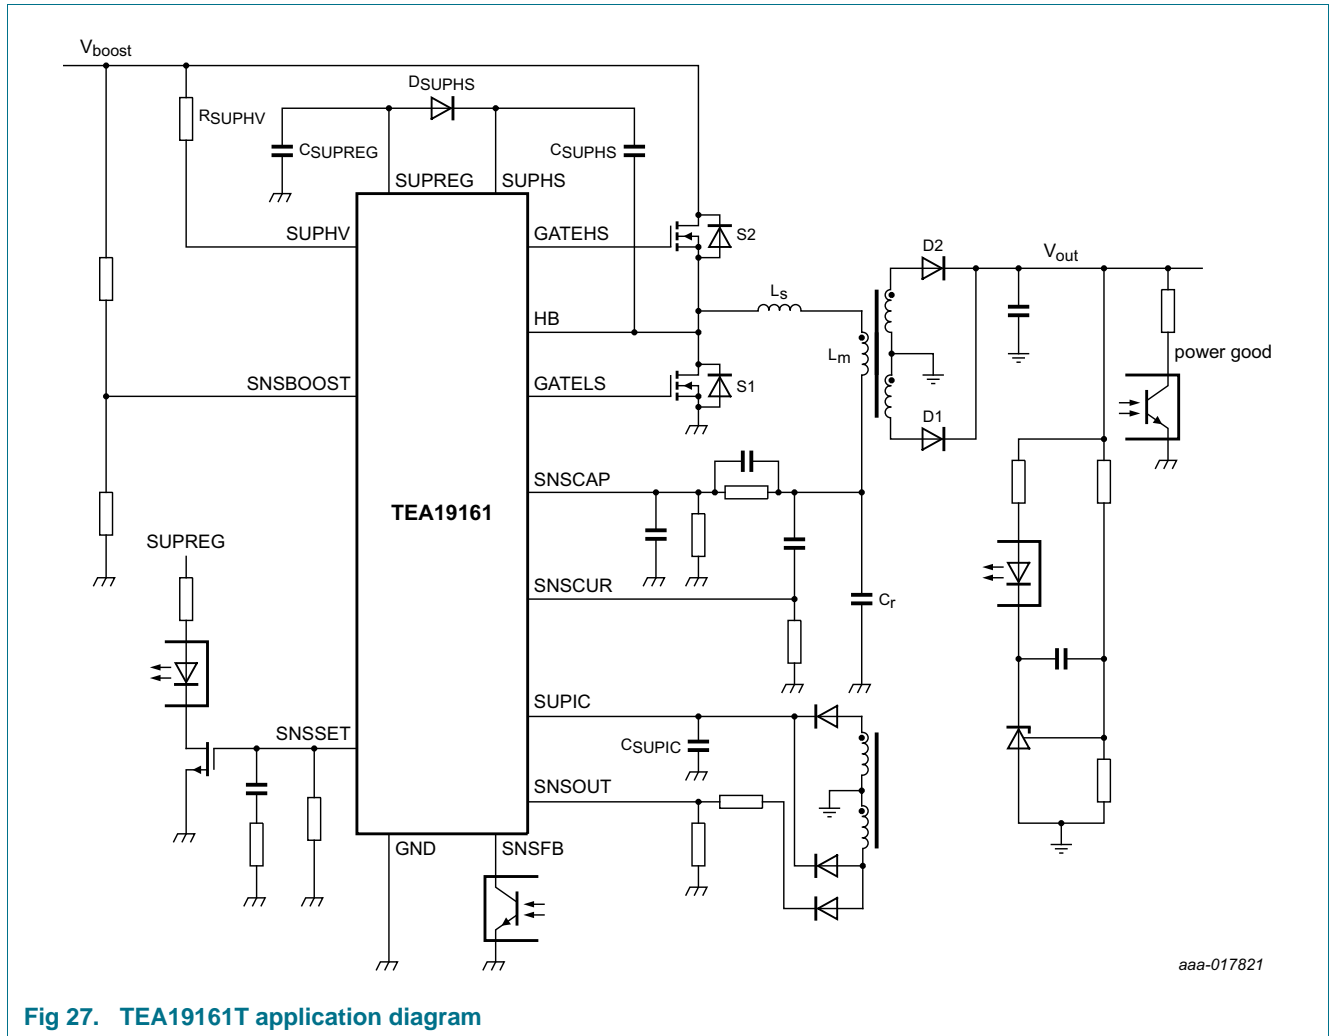 Vboost
DSUPHS
RSUPHV
CSUPREG
CSUPHS
SUPREG
SUPHS
SUPHV
GATEHS
S2
D2
Vout
Ls
HB
Lm
power good
SNSBOOST
GATELS
S1
D1
SNSCAP
TEA19161
SUPREG
SNSCUR
Cr
SUPIC
SNSSET
CSUPIC
SNSOUT
GND
SNSFB
aaa-017821
Fig 27. TEA19161T application diagram